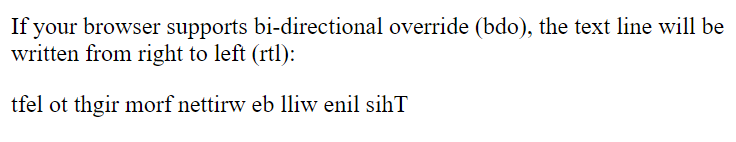 If your browser supports bi-directional override (bdo), the text line will be
written from right to left (rtl):
tfel ot thgir morf nettirw eb lliw enil sihT